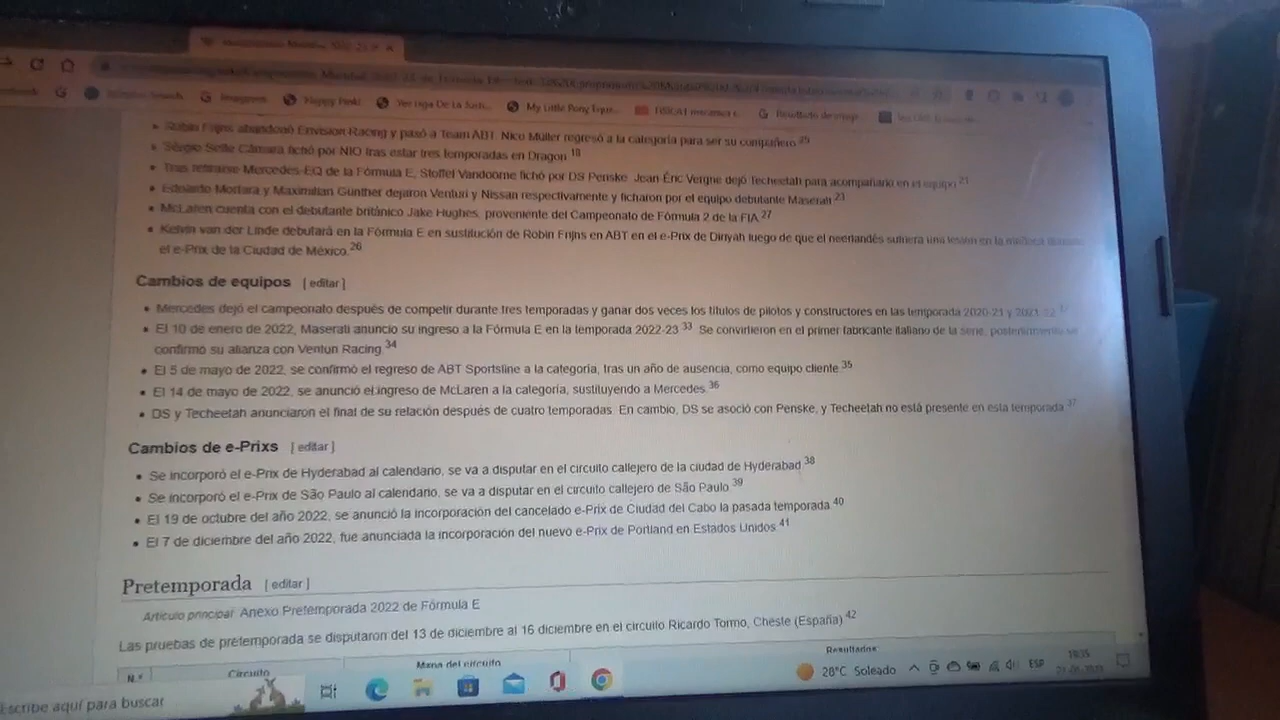 Imagenes
Happy Pinki
My Little Pony Eque...
Robin Frijns abandonó Envision Racing y pasó a Team ABT. Nico Müller regresó a la categoría para ser su compañero.25
Sérgio Sette Câmara fichó por NIO tras estar tres temporadas en Dragon.18
Tras retirarse Mercedes-EQ de la Fórmula E, Stoffel Vandoorne fichó por DS Penske. Jean-Éric Vergne dejó Techeetah para acompañarlo en el equipo.21
Edoardo Mortara y Maximilian Günther dejaron Venturi y Nissan respectivamente y ficharon por el equipo debutante Maserati.23
McLaren cuenta con el debutante británico Jake Hughes, proveniente del Campeonato de Fórmula 2 de la FIA.27
Kelvin van der Linde debutará en la Fórmula E en sustitución de Robin Frijns en ABT en el e-Prix de Diriyah luego de que el neerlandés sufriera una lesión en la muñeca
el e-Prix de la Ciudad de México.26
Cambios de equipos [ editar ]
Mercedes dejó el campeonato después de competir durante tres temporadas y ganar dos veces los títulos de pilotos y constructores en las temporada 2020-21 y 2021-22.
El 10 de enero de 2022, Maserati anuncio su ingreso a la Fórmula E en la temporada 2022-23.33 Se convirtieron en el primer fabricante italiano de la serie, posteriormente se
confirmó su alianza con Venturi Racing.34
El 5 de mayo de 2022, se confirmó el regreso de ABT Sportsline a la categoría, tras un año de ausencia, como equipo cliente.35
El 14 de mayo de 2022, se anunció el ingreso de McLaren a la categoría, sustituyendo a Mercedes.36
DS y Techeetah anunciaron el final de su relación después de cuatro temporadas. En cambio, DS se asoció con Penske, y Techeetah no está presente en esta temporada.37
Cambios de e-Prixs [ editar ]
Se incorporó el e-Prix de Hyderabad al calendario, se va a disputar en el circuito callejero de la ciudad de Hyderabad.38
Se incorporó el e-Prix de São Paulo al calendario, se va a disputar en el circuito callejero de São Paulo.39
El 19 de octubre del año 2022, se anunció la incorporación del cancelado e-Prix de Ciudad del Cabo la pasada temporada.40
El 7 de diciembre del año 2022, fue anunciada la incorporación del nuevo e-Prix de Portland en Estados Unidos.41
Pretemporada [ editar ]
Artículo principal: Anexo:Pretemporada 2022 de Fórmula E
Las pruebas de pretemporada se disputaron del 13 de diciembre al 16 diciembre en el circuito Ricardo Tormo, Cheste (España).42
N.º Circuito Mapa del circuito Resultados
Escribe aquí para buscar
28°C Soleado
ESP